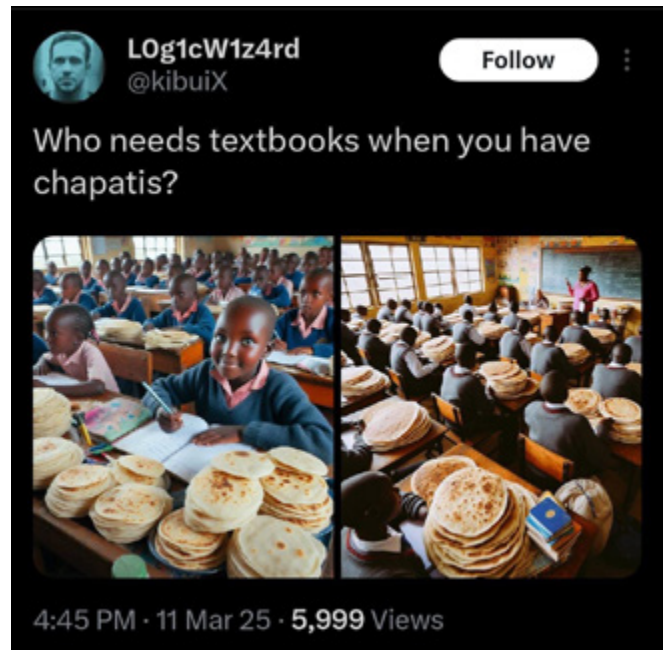 L0g1cW1z4rd
@kibuiX
Follow
Who needs textbooks when you have
chapatis?
4:45 PM · 11 Mar 25 · 5,999 Views